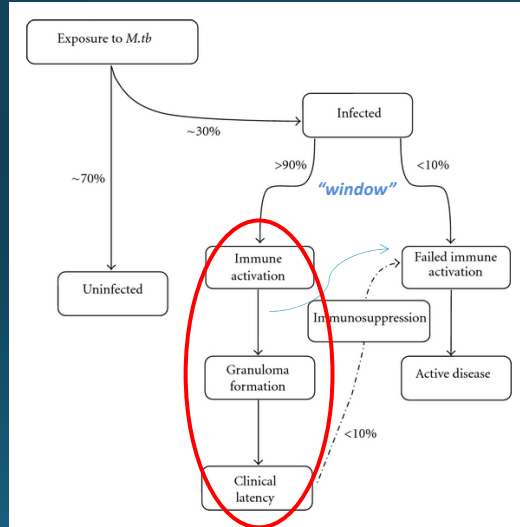 Exposure to M.tb
~30%
Infected
~70%
>90%
<10%
"window"
Immune
activation
Failed immune
activation
Uninfected
Immunosuppression
Granuloma
formation
Active disease
<10%
Clinical
latency